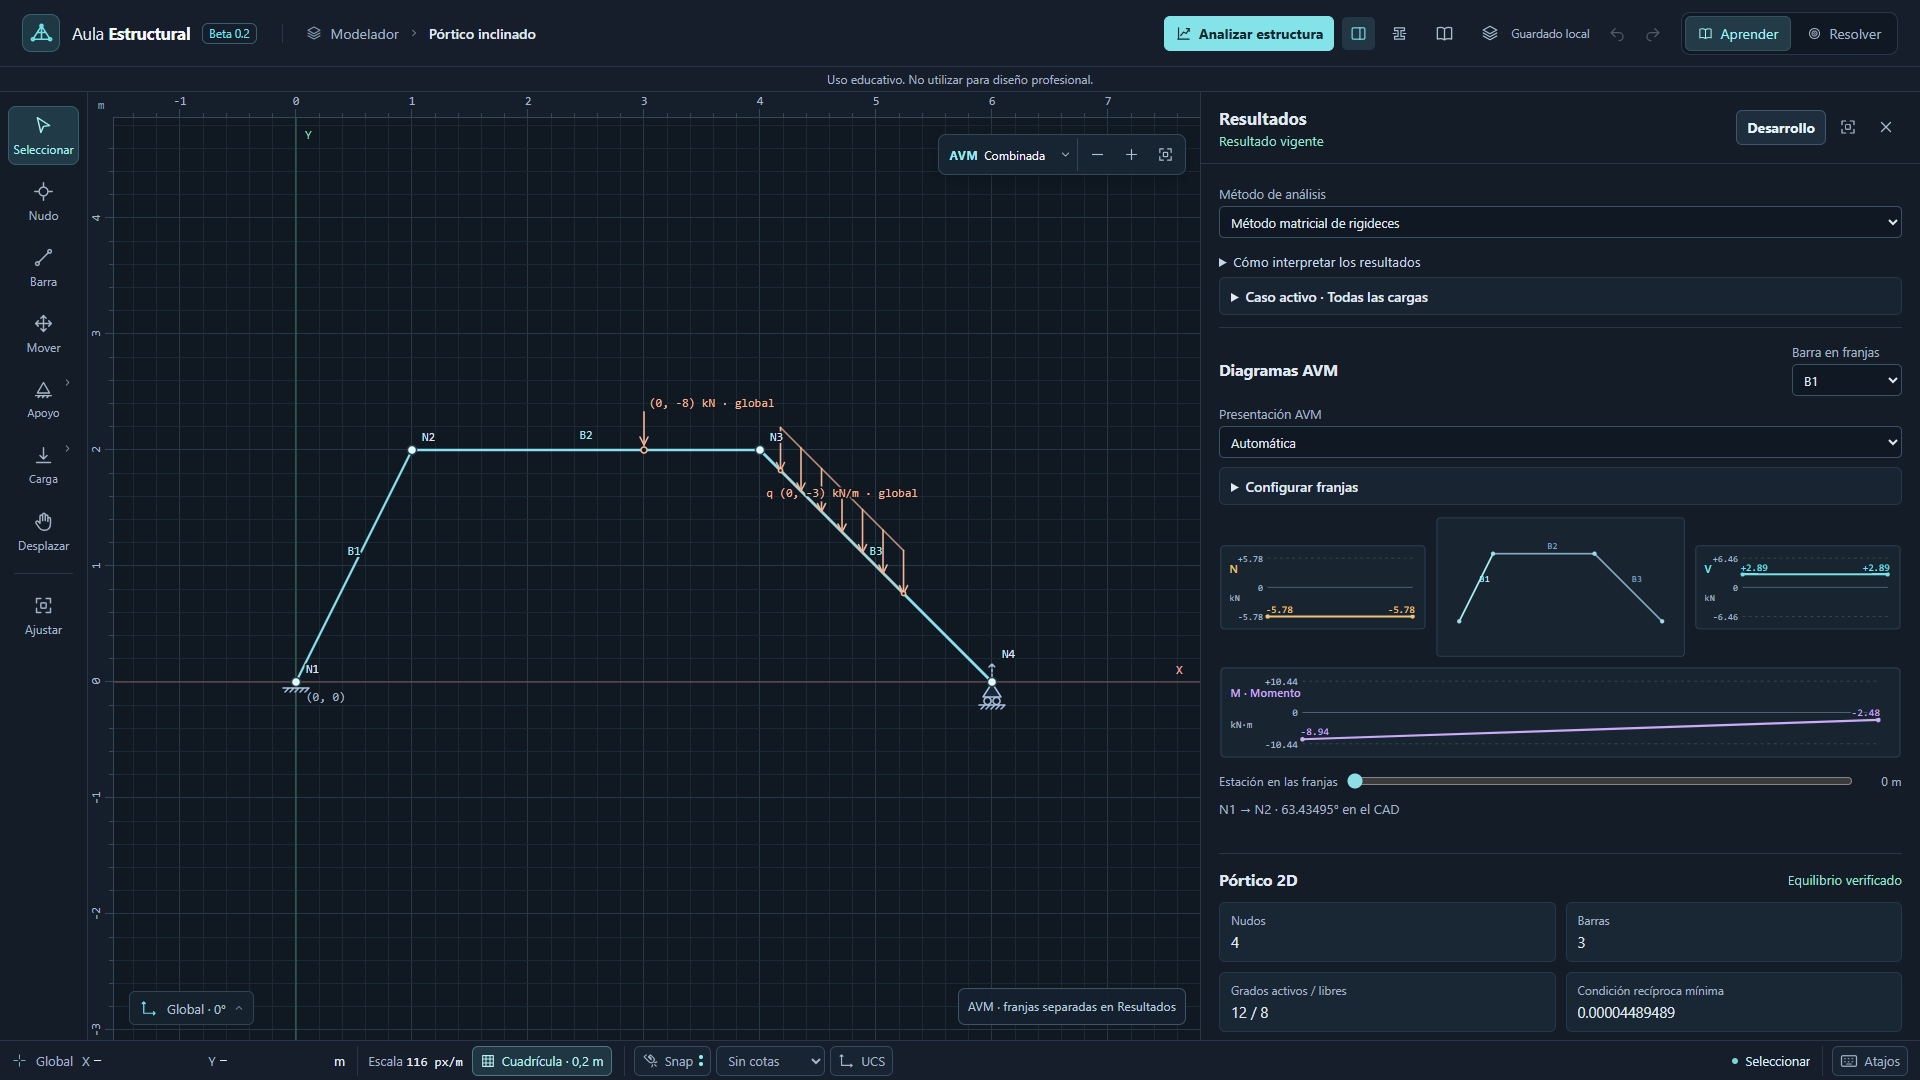 Aula Estructural Beta 0.2 Modelador › Pórtico inclinado Analizar estructura Guardado local Aprender Resolver
Uso educativo. No utilizar para diseño profesional.
m -1 0 1 2 3 4 5 6 7
Seleccionar
Nudo
Barra
Mover
Apoyo
Carga
Desplazar
Ajustar
4
3
2
1
0
-1
-2
-3
Y
X
AVM Combinada
(0, -8) kN · global
N2
B2
N3
q (0, -3) kN/m · global
B1
B3
N1
(0, 0)
N4
Global · 0°
AVM · franjas separadas en Resultados
Resultados
Resultado vigente
Desarrollo
Método de análisis
Método matricial de rigideces
Cómo interpretar los resultados
Caso activo · Todas las cargas
Diagramas AVM
Barra en franjas
B1
Presentación AVM
Automática
Configurar franjas
N
kN
+5.78
0
-5.78
-5.78 -5.78
B2
B1
B3
V
kN
+6.46
+2.89 +2.89
0
-6.46
M · Momento
kN·m
+10.44
0
-10.44
-8.94
-2.48
Estación en las franjas 0 m
N1 → N2 · 63.43495° en el CAD
Pórtico 2D Equilibrio verificado
Nudos
4
Barras
3
Grados activos / libres
12 / 8
Condición recíproca mínima
0.00004489489
Global X — Y — m Escala 116 px/m Cuadrícula · 0,2 m Snap Sin cotas UCS Seleccionar Atajos